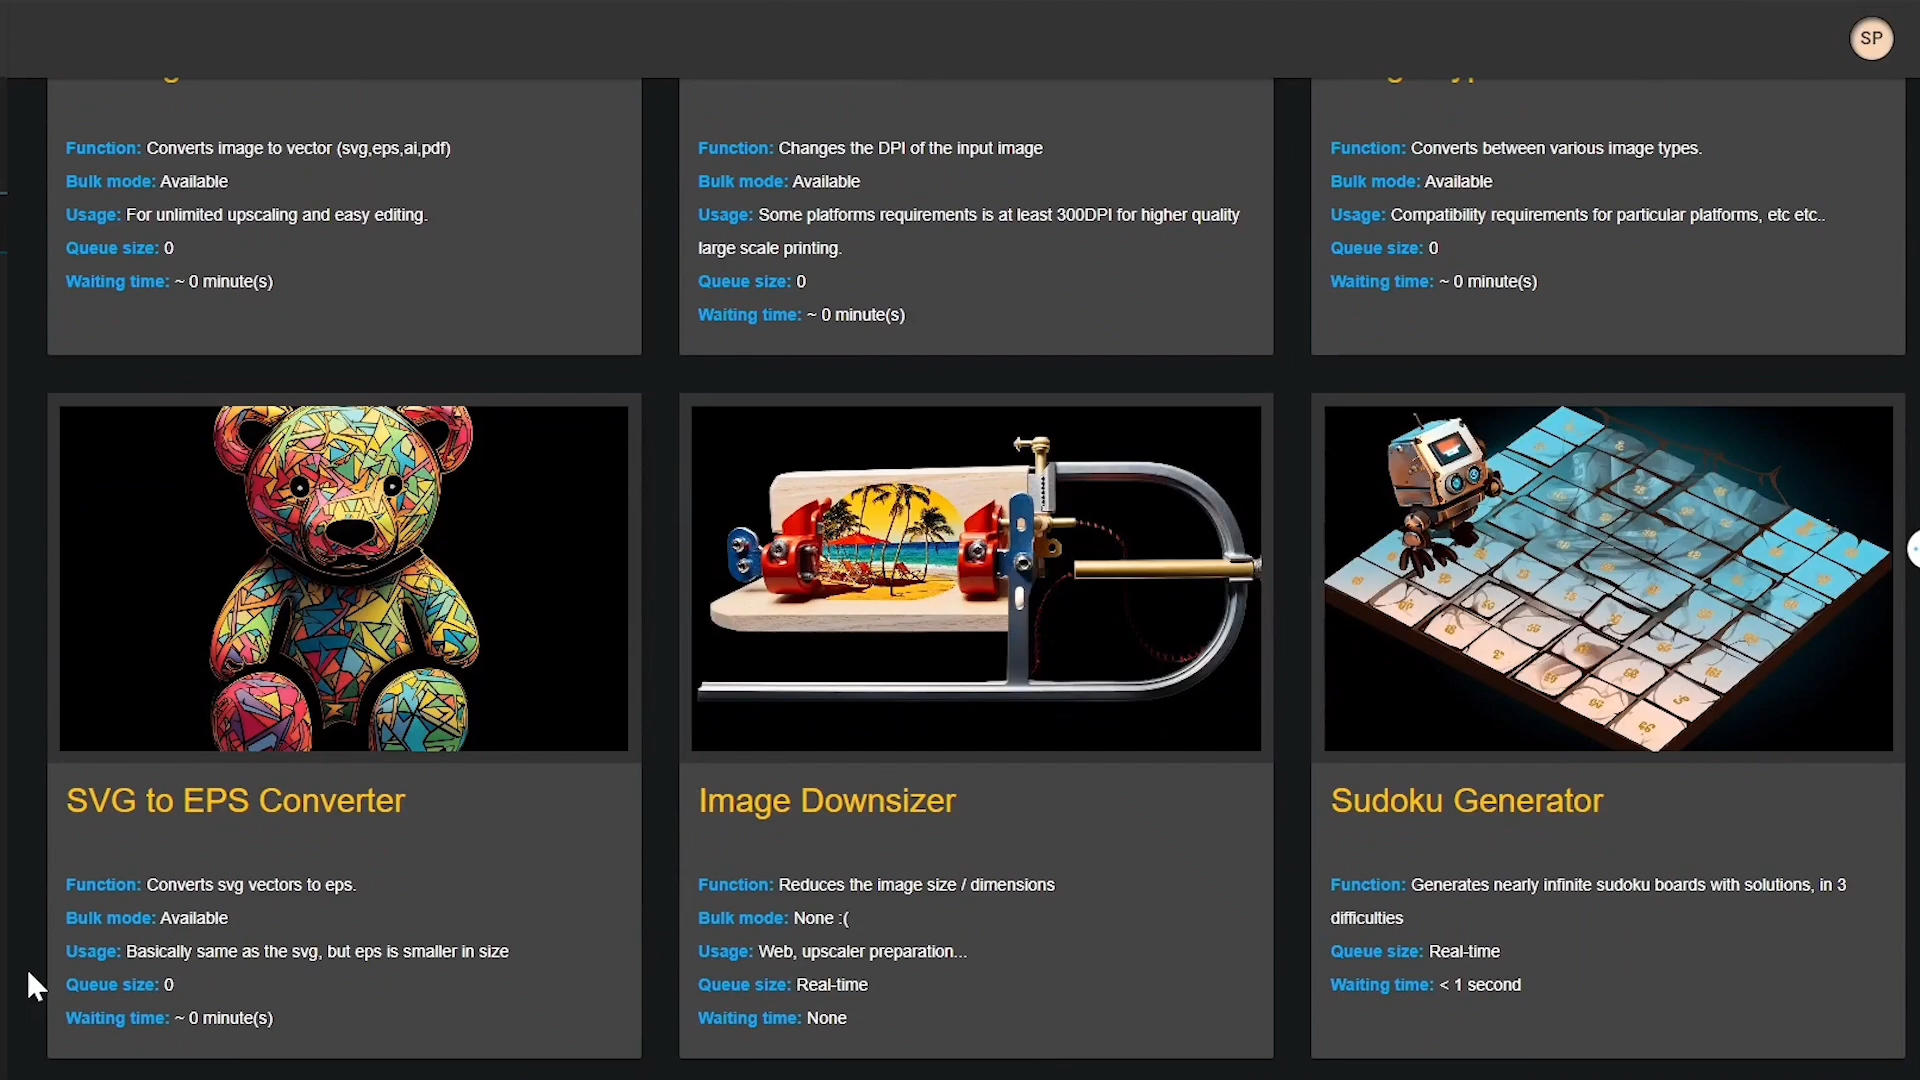 SP
Function: Converts image to vector (svg,eps,ai,pdf)
Bulk mode: Available
Usage: For unlimited upscaling and easy editing.
Queue size: 0
Waiting time: ~ 0 minute(s)
Function: Changes the DPI of the input image
Bulk mode: Available
Usage: Some platforms requirements is at least 300DPI for higher quality
large scale printing.
Queue size: 0
Waiting time: ~ 0 minute(s)
Function: Converts between various image types.
Bulk mode: Available
Usage: Compatibility requirements for particular platforms, etc etc..
Queue size: 0
Waiting time: ~ 0 minute(s)
SVG to EPS Converter
Function: Converts svg vectors to eps.
Bulk mode: Available
Usage: Basically same as the svg, but eps is smaller in size
Queue size: 0
Waiting time: ~ 0 minute(s)
Image Downsizer
Function: Reduces the image size / dimensions
Bulk mode: None :(
Usage: Web, upscaler preparation...
Queue size: Real-time
Waiting time: None
Sudoku Generator
Function: Generates nearly infinite sudoku boards with solutions, in 3
difficulties
Queue size: Real-time
Waiting time: < 1 second